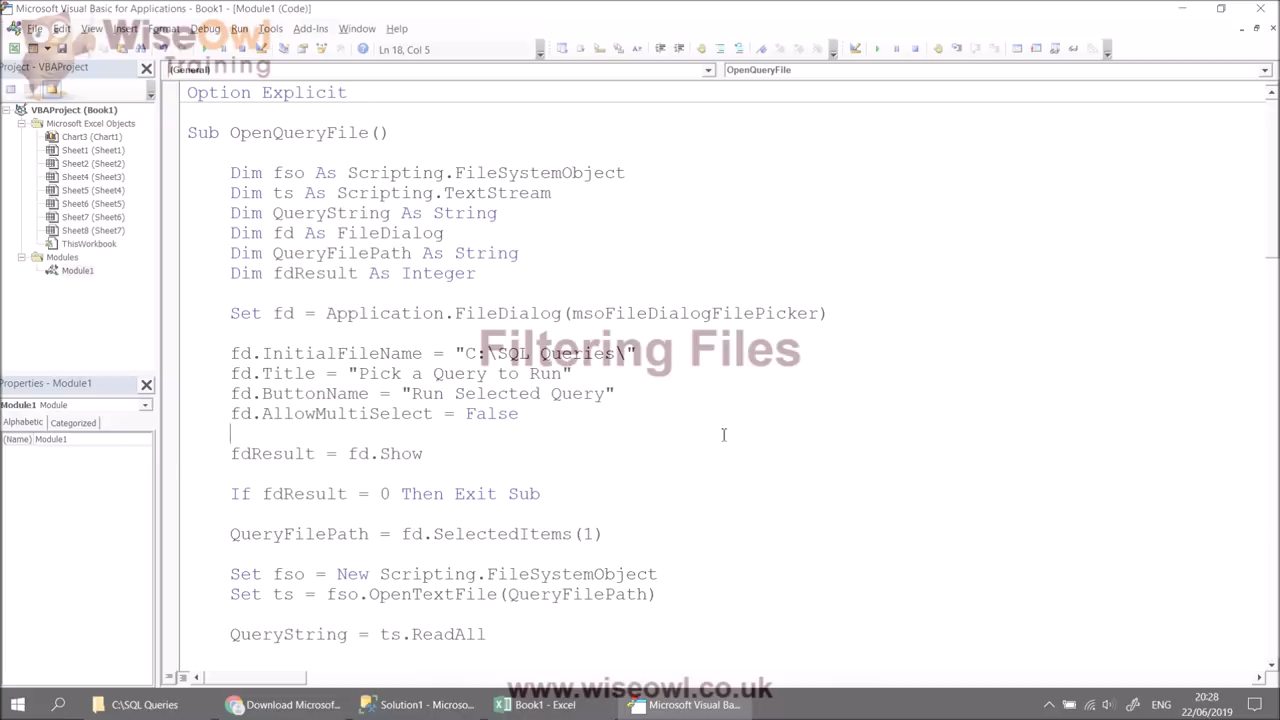 Microsoft Visual Basic for Applications - Book1 - [Module1 (Code)]
File Edit View Insert Format Debug Run Tools Add-Ins Window Help
WiseOwl
Training
Ln 18, Col 5
Project - VBAProject
(General)
OpenQueryFile
VBAProject (Book1)
Microsoft Excel Objects
Chart3 (Chart1)
Sheet1 (Sheet1)
Sheet2 (Sheet2)
Sheet3 (Sheet3)
Sheet4 (Sheet4)
Sheet5 (Sheet5)
Sheet6 (Sheet6)
Sheet7 (Sheet6)
Sheet8 (Sheet7)
ThisWorkbook
Modules
Module1
Properties - Module1
Module1 Module
Alphabetic Categorized
(Name) Module1
Option Explicit
Sub OpenQueryFile()
Dim fso As Scripting.FileSystemObject
Dim ts As Scripting.TextStream
Dim QueryString As String
Dim fd As FileDialog
Dim QueryFilePath As String
Dim fdResult As Integer
Set fd = Application.FileDialog(msoFileDialogFilePicker)
Filtering Files
fd.InitialFileName = "C:\SQL Queries\"
fd.Title = "Pick a Query to Run"
fd.ButtonName = "Run Selected Query"
fd.AllowMultiSelect = False
fdResult = fd.Show
If fdResult = 0 Then Exit Sub
QueryFilePath = fd.SelectedItems(1)
Set fso = New Scripting.FileSystemObject
Set ts = fso.OpenTextFile(QueryFilePath)
QueryString = ts.ReadAll
www.wiseowl.co.uk
C:\SQL Queries
Download Microsof...
Solution1 - Microso...
Book1 - Excel
Microsoft Visual Ba...
ENG
20:28
22/06/2019